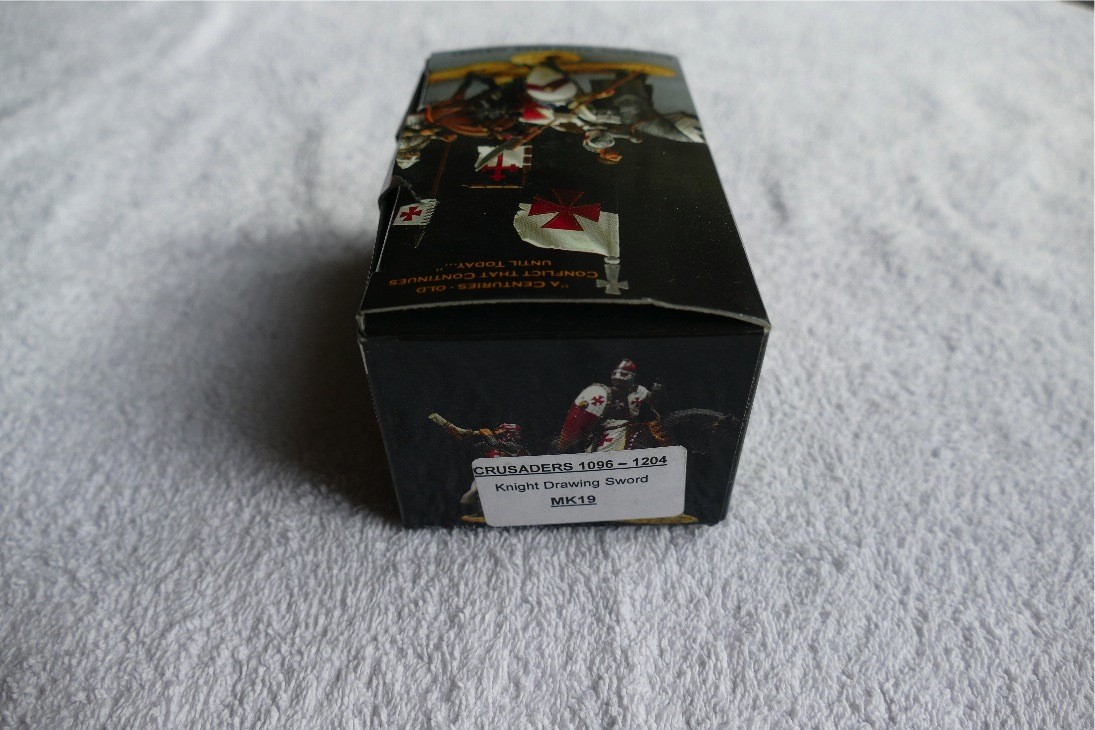 "A CENTURIES - OLD
CONFLICT THAT CONTINUES
UNTIL TODAY..."
CRUSADERS 1096 – 1204
Knight Drawing Sword
MK19